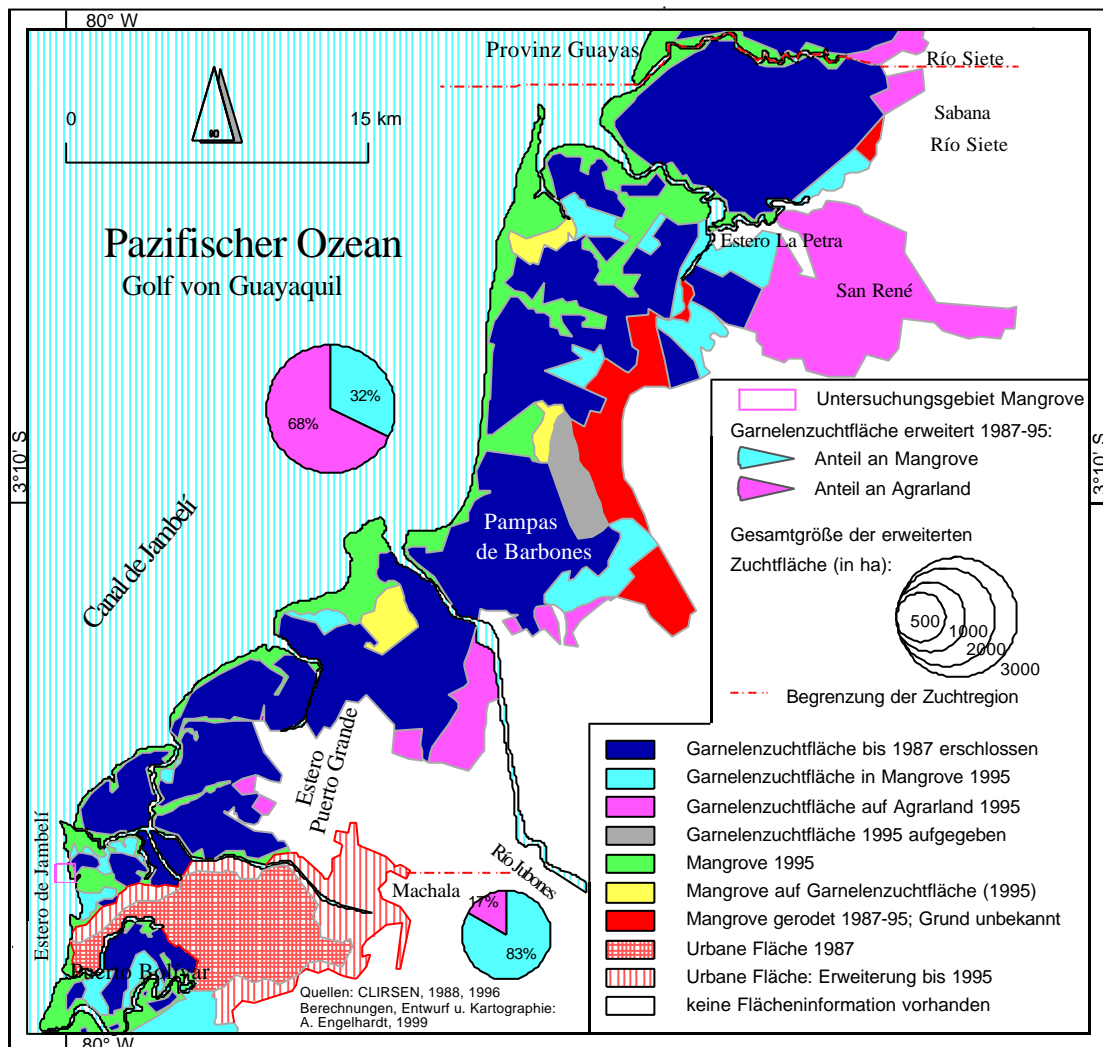 80° W
Provinz Guayas
Río Siete
0 15 km
Sabana
Río Siete
Pazifischer Ozean
Golf von Guayaquil
Estero La Petra
San René
32%
68%
3°10' S
3°10' S
Canal de Jambelí
Pampas
de Barbones
Untersuchungsgebiet Mangrove
Garnelenzuchtfläche erweitert 1987-95:
Anteil an Mangrove
Anteil an Agrarland
Gesamtgröße der erweiterten
Zuchtfläche (in ha):
500
1000
2000
3000
Begrenzung der Zuchtregion
Estero
Puerto Grande
Garnelenzuchtfläche bis 1987 erschlossen
Garnelenzuchtfläche in Mangrove 1995
Garnelenzuchtfläche auf Agrarland 1995
Garnelenzuchtfläche 1995 aufgegeben
Mangrove 1995
Mangrove auf Garnelenzuchtfläche (1995)
Mangrove gerodet 1987-95; Grund unbekannt
Urbane Fläche 1987
Urbane Fläche: Erweiterung bis 1995
keine Flächeninformation vorhanden
Estero de Jambelí
Río Jubones
Machala
17%
83%
Puerto Bolívar
Quellen: CLIRSEN, 1988, 1996
Berechnungen, Entwurf u. Kartographie:
A. Engelhardt, 1999
80° W